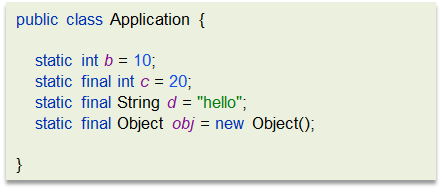 public class Application {
static int b = 10;
static final int c = 20;
static final String d = "hello";
static final Object obj = new Object();
}